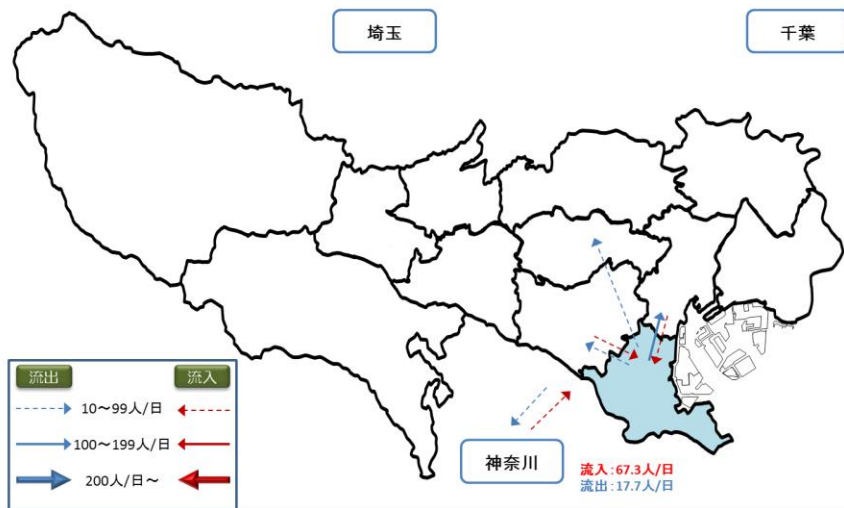 埼玉
千葉
流出
流入
10～99人/日
100～199人/日
200人/日～
神奈川
流入：67.3人/日
流出：17.7人/日